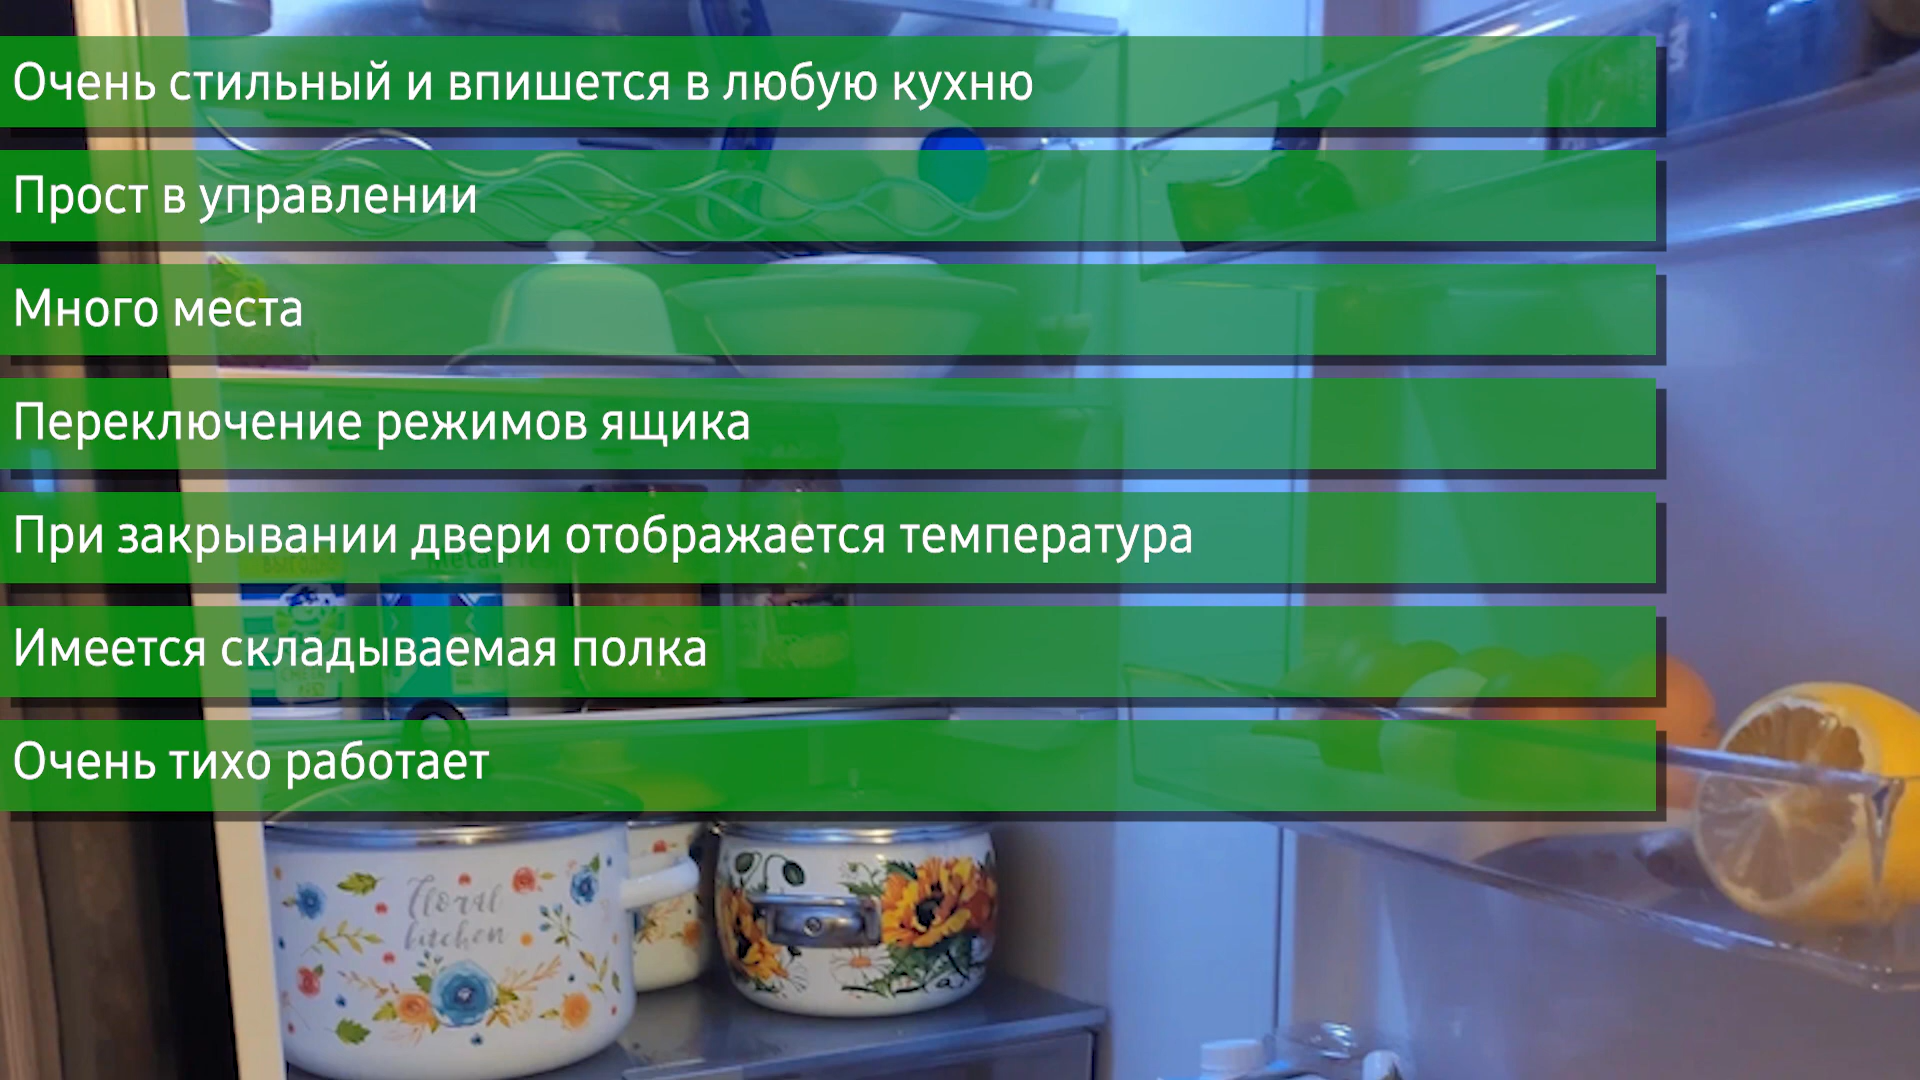 Очень стильный и впишется в любую кухню
Прост в управлении
Много места
Переключение режимов ящика
При закрывании двери отображается температура
Имеется складываемая полка
Очень тихо работает
Floral
kitchen